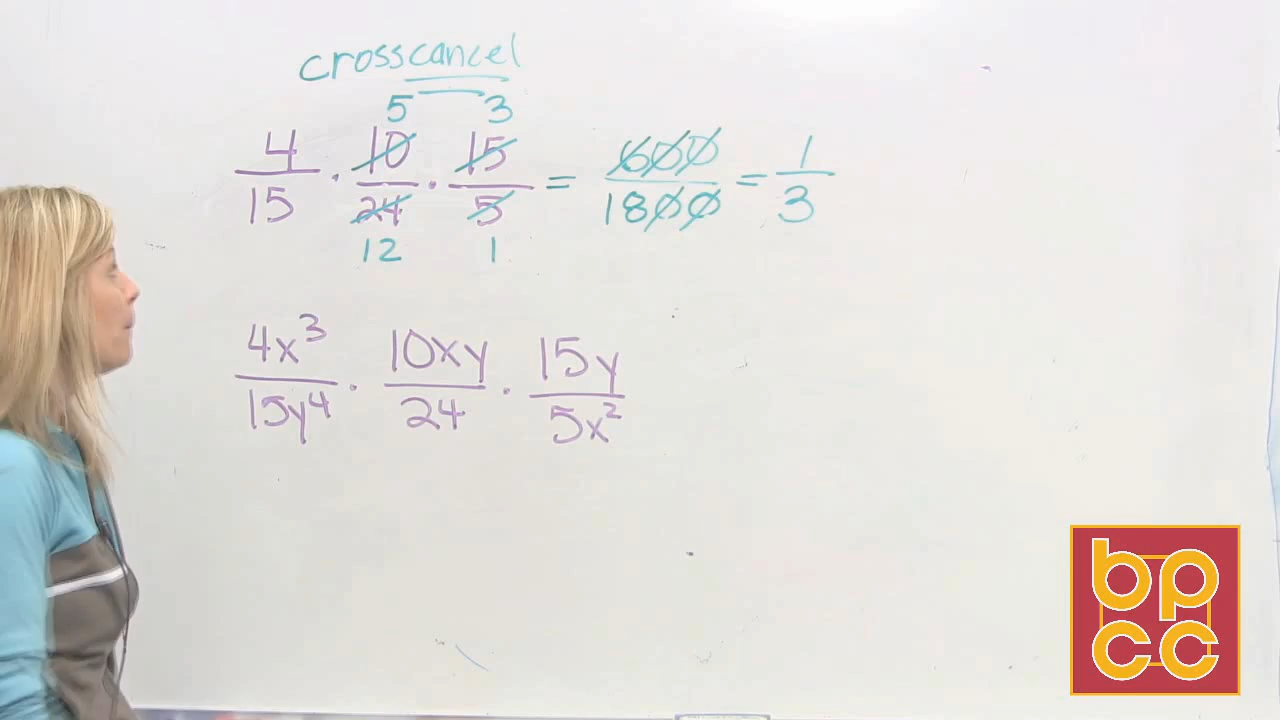 crosscancel
5 3
4/15 · 10/24 · 15/5 = 600/1800 = 1/3
12 1
4x³/15y⁴ · 10xy/24 · 15y/5x²
bp
cc